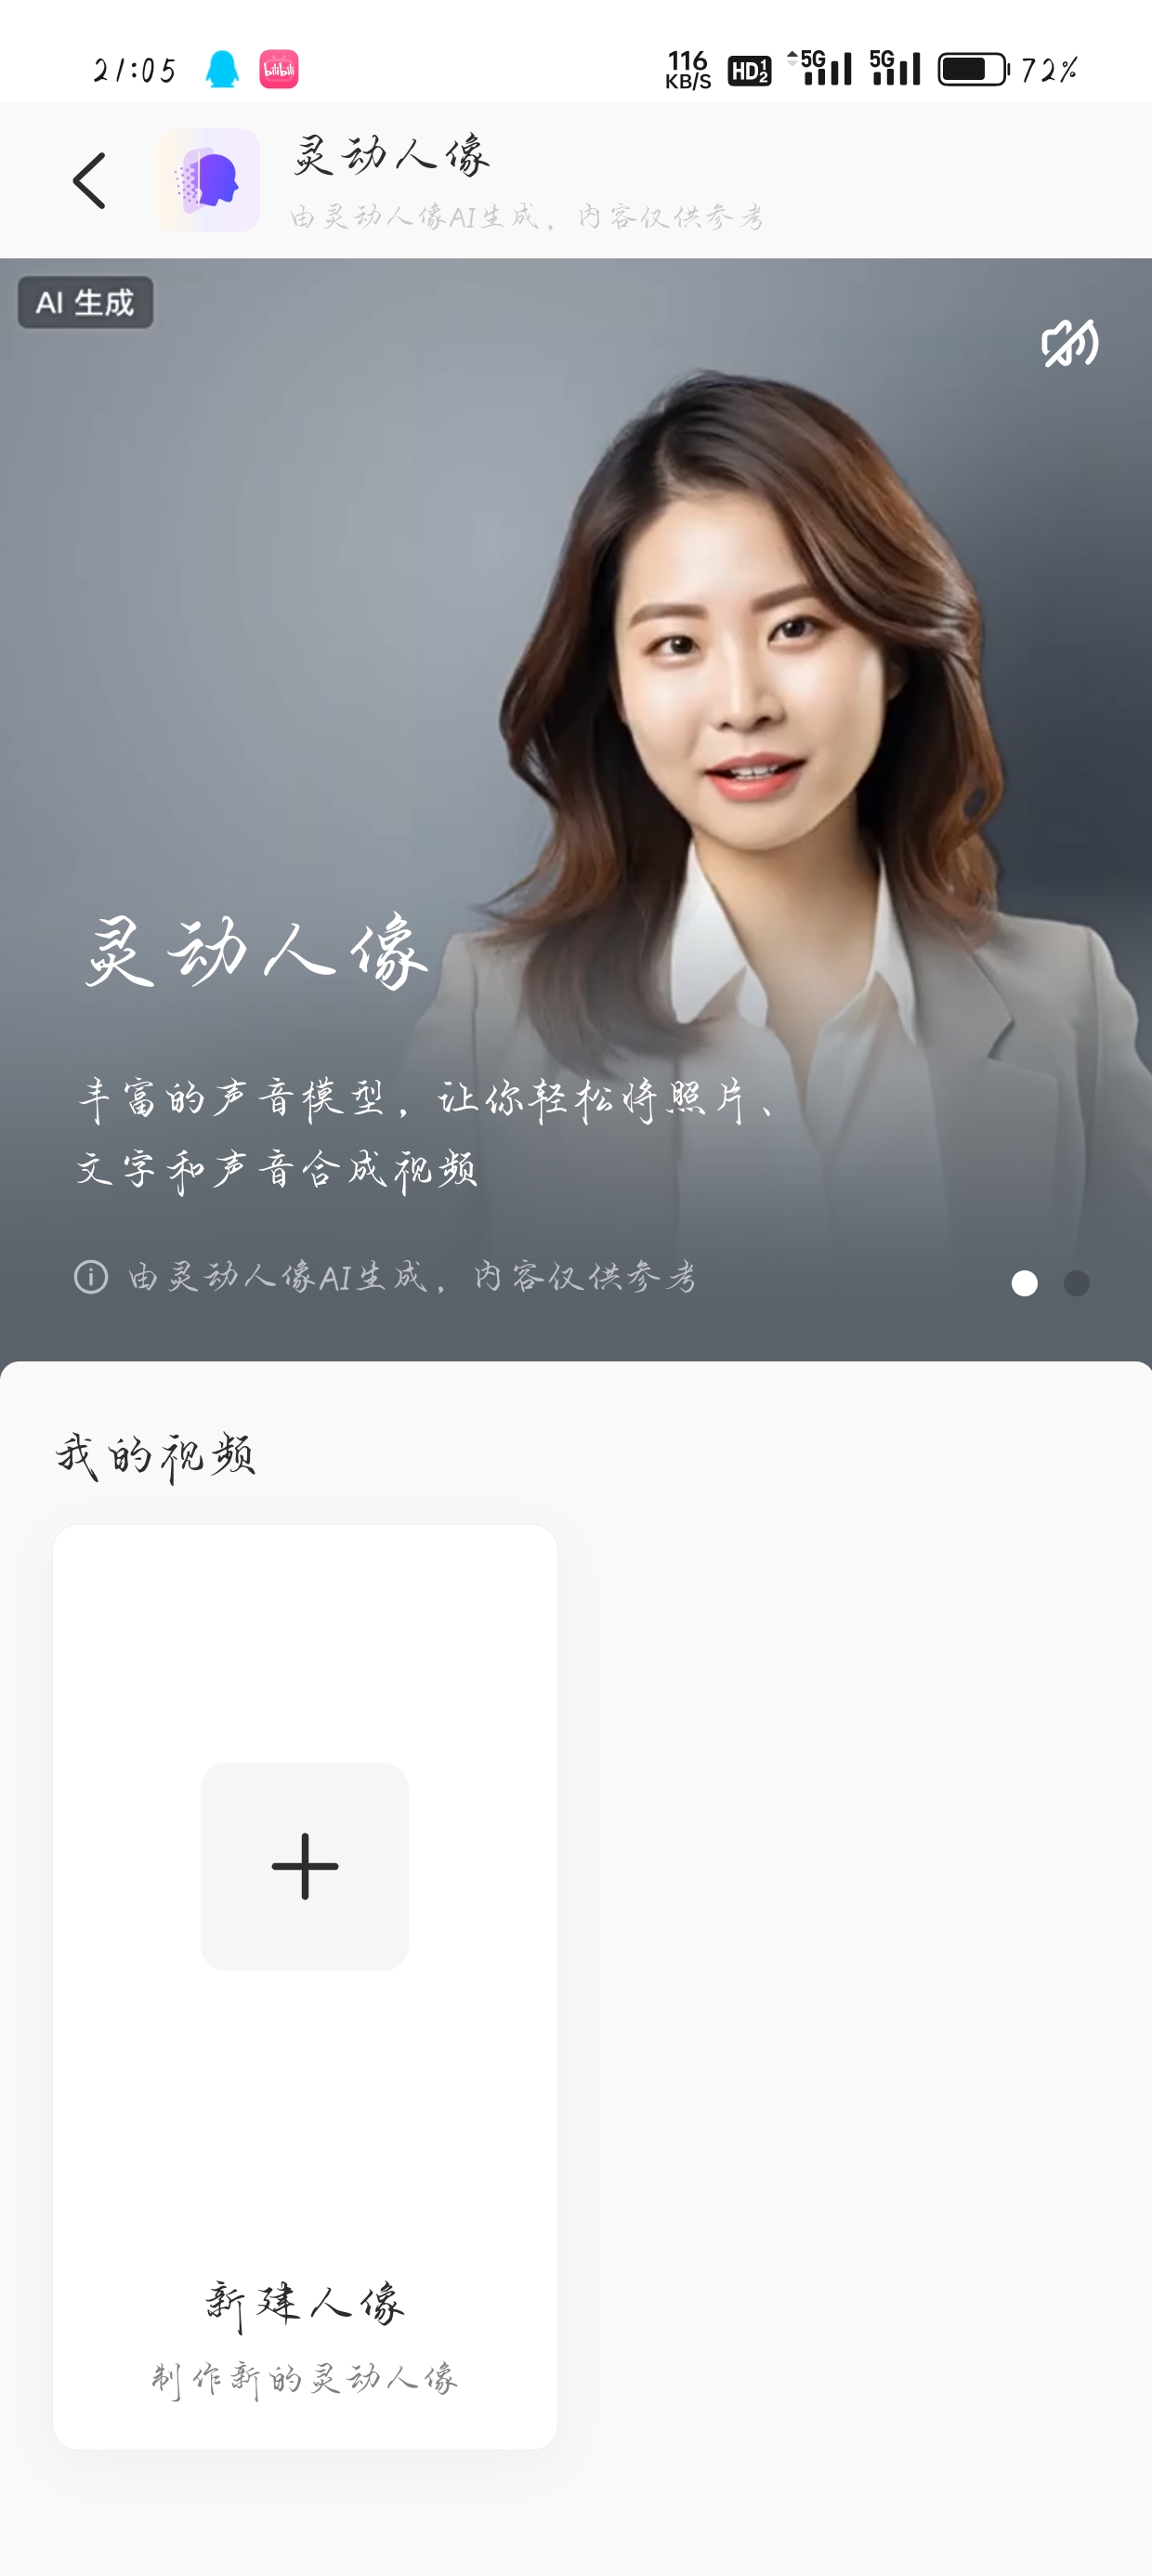 21:05
bilibili
116
KB/S
HD 1 2
5G
5G
72%
灵动人像
由灵动人像AI生成，内容仅供参考
AI 生成
灵动人像
丰富的声音模型，让你轻松将照片、
文字和声音合成视频
由灵动人像AI生成，内容仅供参考
我的视频
新建人像
制作新的灵动人像